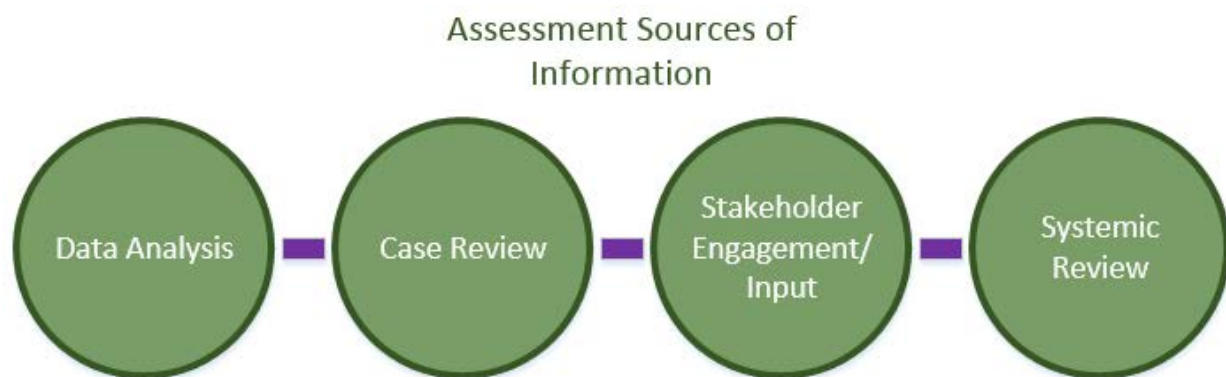 Assessment Sources of
Information
Data Analysis
Case Review
Stakeholder
Engagement/
Input
Systemic
Review